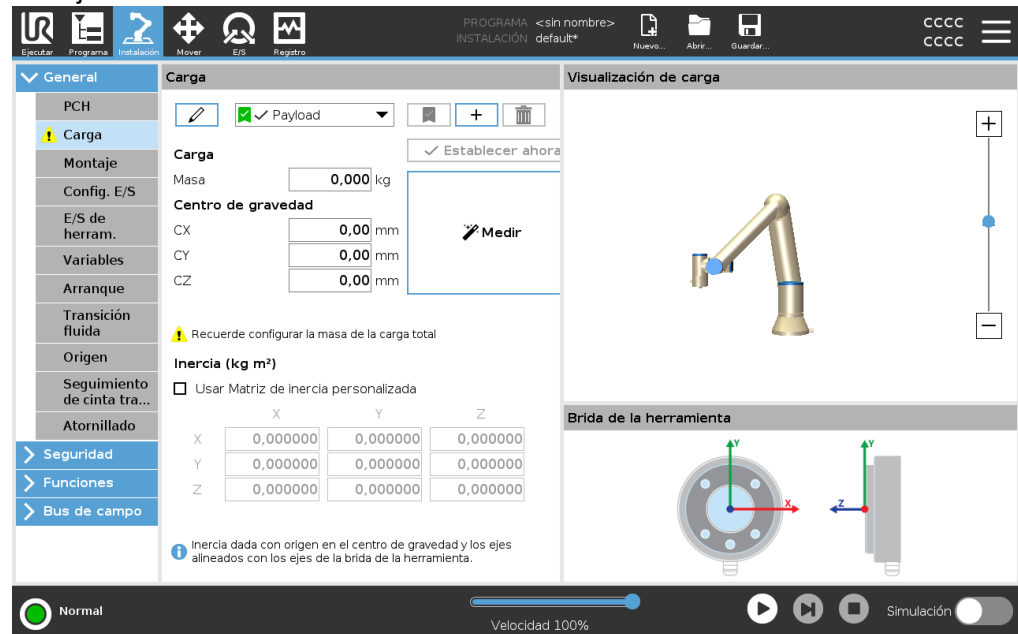 PROGRAMA <sin nombre>
INSTALACIÓN default*
Ejecutar
Programa
Instalación
Mover
E/S
Registro
Nuevo...
Abrir...
Guardar...
CCCC
CCCC
General
PCH
Carga
Montaje
Config. E/S
E/S de
herram.
Variables
Arranque
Transición
fluida
Origen
Seguimiento
de cinta tra...
Atornillado
Seguridad
Funciones
Bus de campo
Carga
Payload
Establecer ahora
Carga
Masa 0,000 kg
Centro de gravedad
CX 0,00 mm
CY 0,00 mm
CZ 0,00 mm
Medir
Recuerde configurar la masa de la carga total
Inercia (kg m²)
Usar Matriz de inercia personalizada
X Y Z
X 0,000000 0,000000 0,000000
Y 0,000000 0,000000 0,000000
Z 0,000000 0,000000 0,000000
Inercia dada con origen en el centro de gravedad y los ejes
alineados con los ejes de la brida de la herramienta.
Visualización de carga
Brida de la herramienta
Y
X
Y
Z
Normal
Velocidad 100%
Simulación